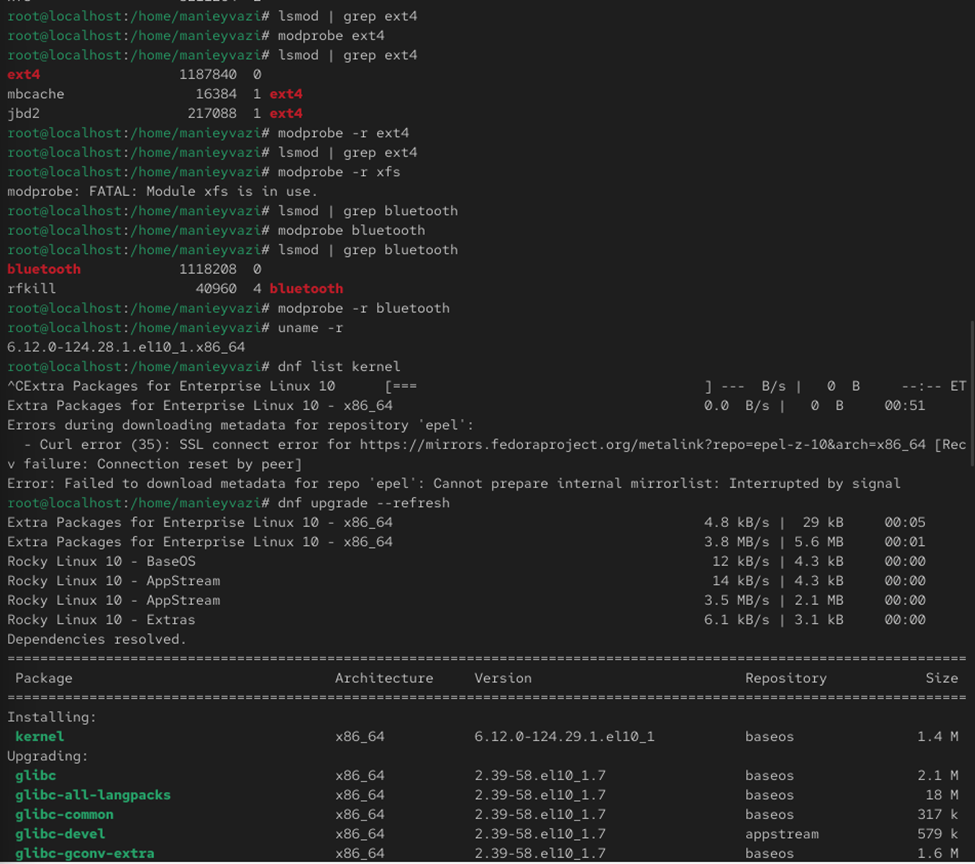 root@localhost:/home/manieyvazi# lsmod | grep ext4
root@localhost:/home/manieyvazi# modprobe ext4
root@localhost:/home/manieyvazi# lsmod | grep ext4
ext4                 1187840  0
mbcache                16384  1 ext4
jbd2                  217088  1 ext4
root@localhost:/home/manieyvazi# modprobe -r ext4
root@localhost:/home/manieyvazi# lsmod | grep ext4
root@localhost:/home/manieyvazi# modprobe -r xfs
modprobe: FATAL: Module xfs is in use.
root@localhost:/home/manieyvazi# lsmod | grep bluetooth
root@localhost:/home/manieyvazi# modprobe bluetooth
root@localhost:/home/manieyvazi# lsmod | grep bluetooth
bluetooth            1118208  0
rfkill                 40960  4 bluetooth
root@localhost:/home/manieyvazi# modprobe -r bluetooth
root@localhost:/home/manieyvazi# uname -r
6.12.0-124.28.1.el10_1.x86_64
root@localhost:/home/manieyvazi# dnf list kernel
^CExtra Packages for Enterprise Linux 10      [===                                   ] ---  B/s |   0  B     --:-- ET
Extra Packages for Enterprise Linux 10 - x86_64                                      0.0  B/s |   0  B     00:51
Errors during downloading metadata for repository 'epel':
  - Curl error (35): SSL connect error for https://mirrors.fedoraproject.org/metalink?repo=epel-z-10&arch=x86_64 [Rec
v failure: Connection reset by peer]
Error: Failed to download metadata for repo 'epel': Cannot prepare internal mirrorlist: Interrupted by signal
root@localhost:/home/manieyvazi# dnf upgrade --refresh
Extra Packages for Enterprise Linux 10 - x86_64                                      4.8 kB/s |  29 kB     00:05
Extra Packages for Enterprise Linux 10 - x86_64                                      3.8 MB/s | 5.6 MB     00:01
Rocky Linux 10 - BaseOS                                                               12 kB/s | 4.3 kB     00:00
Rocky Linux 10 - AppStream                                                            14 kB/s | 4.3 kB     00:00
Rocky Linux 10 - AppStream                                                           3.5 MB/s | 2.1 MB     00:00
Rocky Linux 10 - Extras                                                              6.1 kB/s | 3.1 kB     00:00
Dependencies resolved.
=====================================================================================================================
 Package                                Architecture     Version                          Repository            Size
=====================================================================================================================
Installing:
 kernel                                 x86_64           6.12.0-124.29.1.el10_1           baseos               1.4 M
Upgrading:
 glibc                                  x86_64           2.39-58.el10_1.7                 baseos               2.1 M
 glibc-all-langpacks                    x86_64           2.39-58.el10_1.7                 baseos                18 M
 glibc-common                           x86_64           2.39-58.el10_1.7                 baseos               317 k
 glibc-devel                            x86_64           2.39-58.el10_1.7                 appstream            579 k
 glibc-gconv-extra                      x86_64           2.39-58.el10_1.7                 baseos               1.6 M